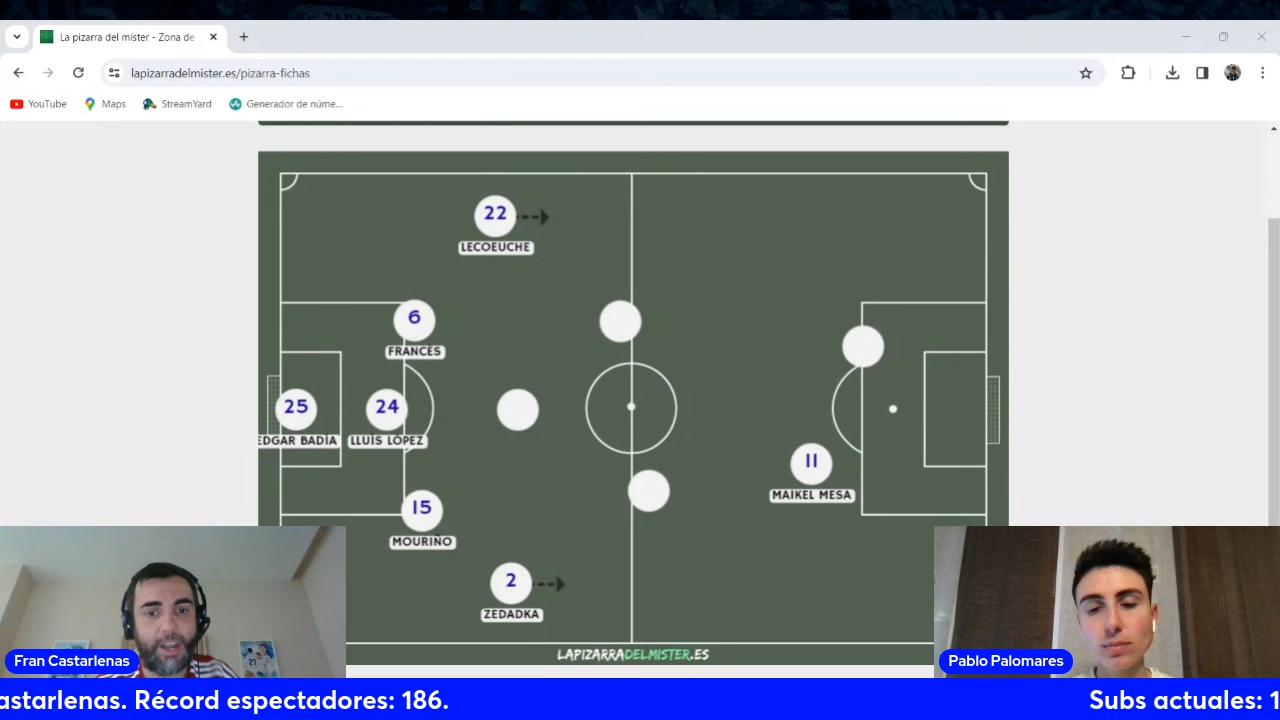 La pizarra del míster - Zona de
lapizarradelmister.es/pizarra-fichas
YouTube
Maps
StreamYard
Generador de núme...
22
LECOEUCHE
6
FRANCÉS
25
EDGAR BADÍA
24
LLUÍS LÓPEZ
11
MAIKEL MESA
15
MOURIÑO
2
ZEDADKA
LAPIZARRADELMISTER.ES
Fran Castarlenas
Pablo Palomares
astarlenas. Récord espectadores: 186.
Subs actuales: 1